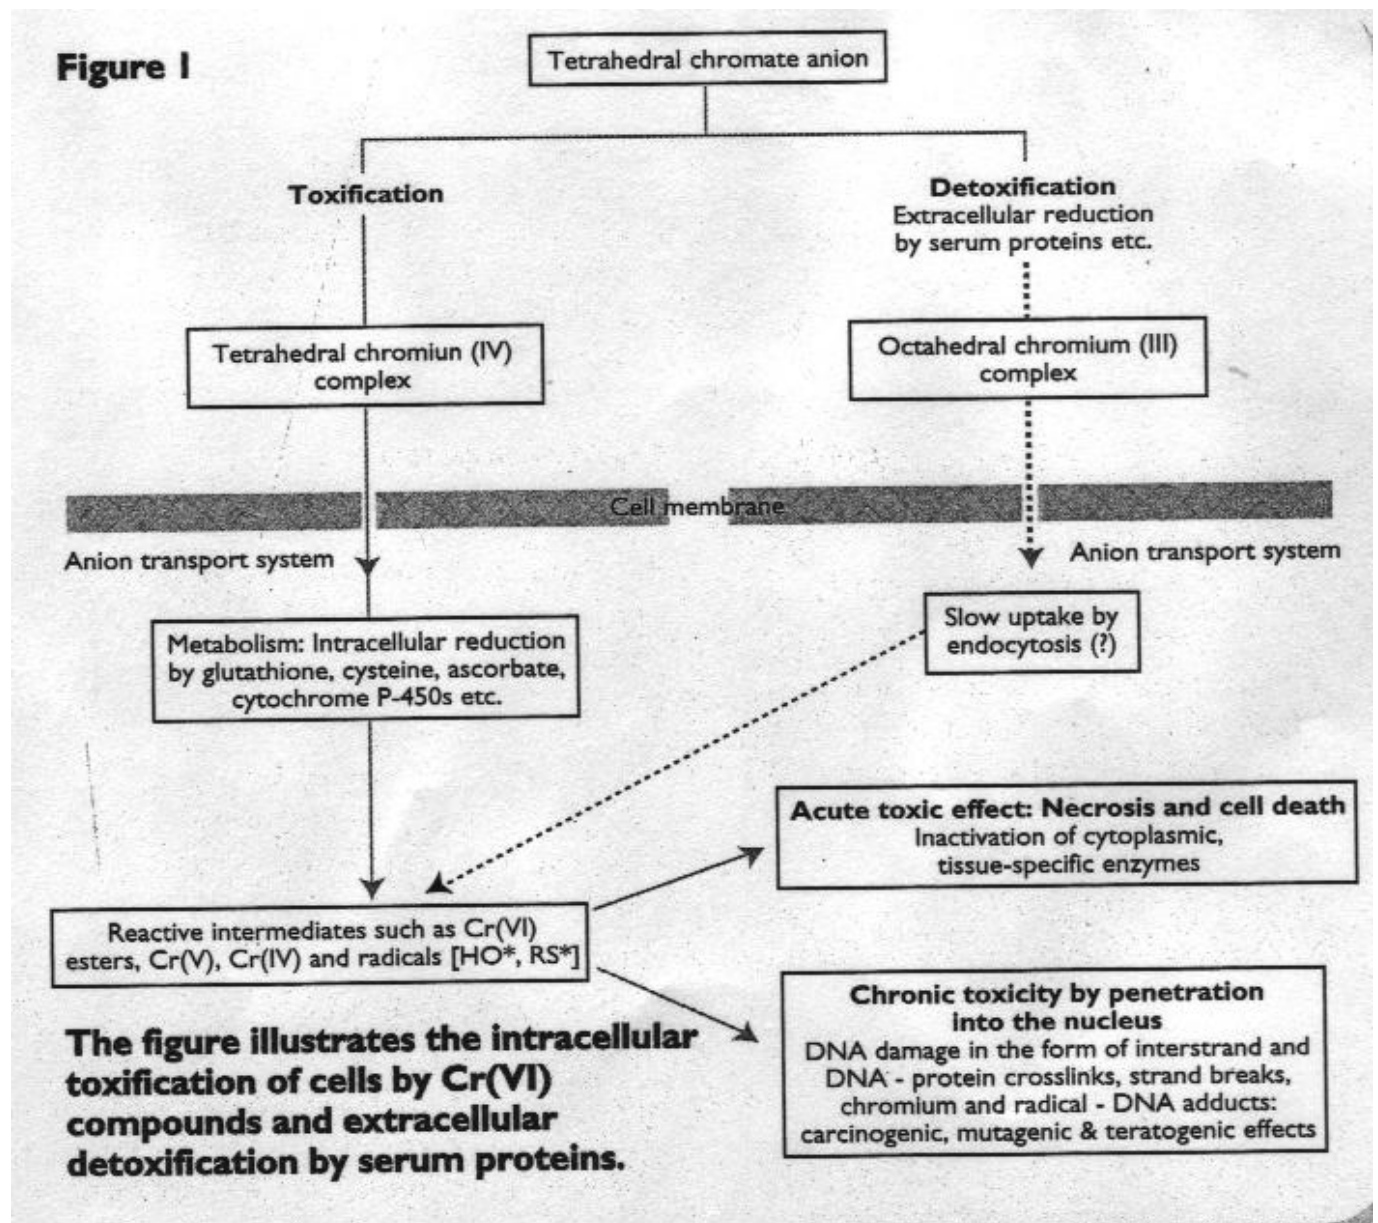 Figure 1
Tetrahedral chromate anion
Toxification
Detoxification
Extracellular reduction
by serum proteins etc.
Tetrahedral chromiun (IV)
complex
Octahedral chromium (III)
complex
Cell membrane
Anion transport system
Anion transport system
Metabolism: Intracellular reduction
by glutathione, cysteine, ascorbate,
cytochrome P-450s etc.
Slow uptake by
endocytosis (?)
Acute toxic effect: Necrosis and cell death
Inactivation of cytoplasmic,
tissue-specific enzymes
Reactive intermediates such as Cr(VI)
esters, Cr(V), Cr(IV) and radicals [HO*, RS*]
Chronic toxicity by penetration
into the nucleus
DNA damage in the form of interstrand and
DNA - protein crosslinks, strand breaks,
chromium and radical - DNA adducts:
carcinogenic, mutagenic & teratogenic effects
The figure illustrates the intracellular
toxification of cells by Cr(VI)
compounds and extracellular
detoxification by serum proteins.